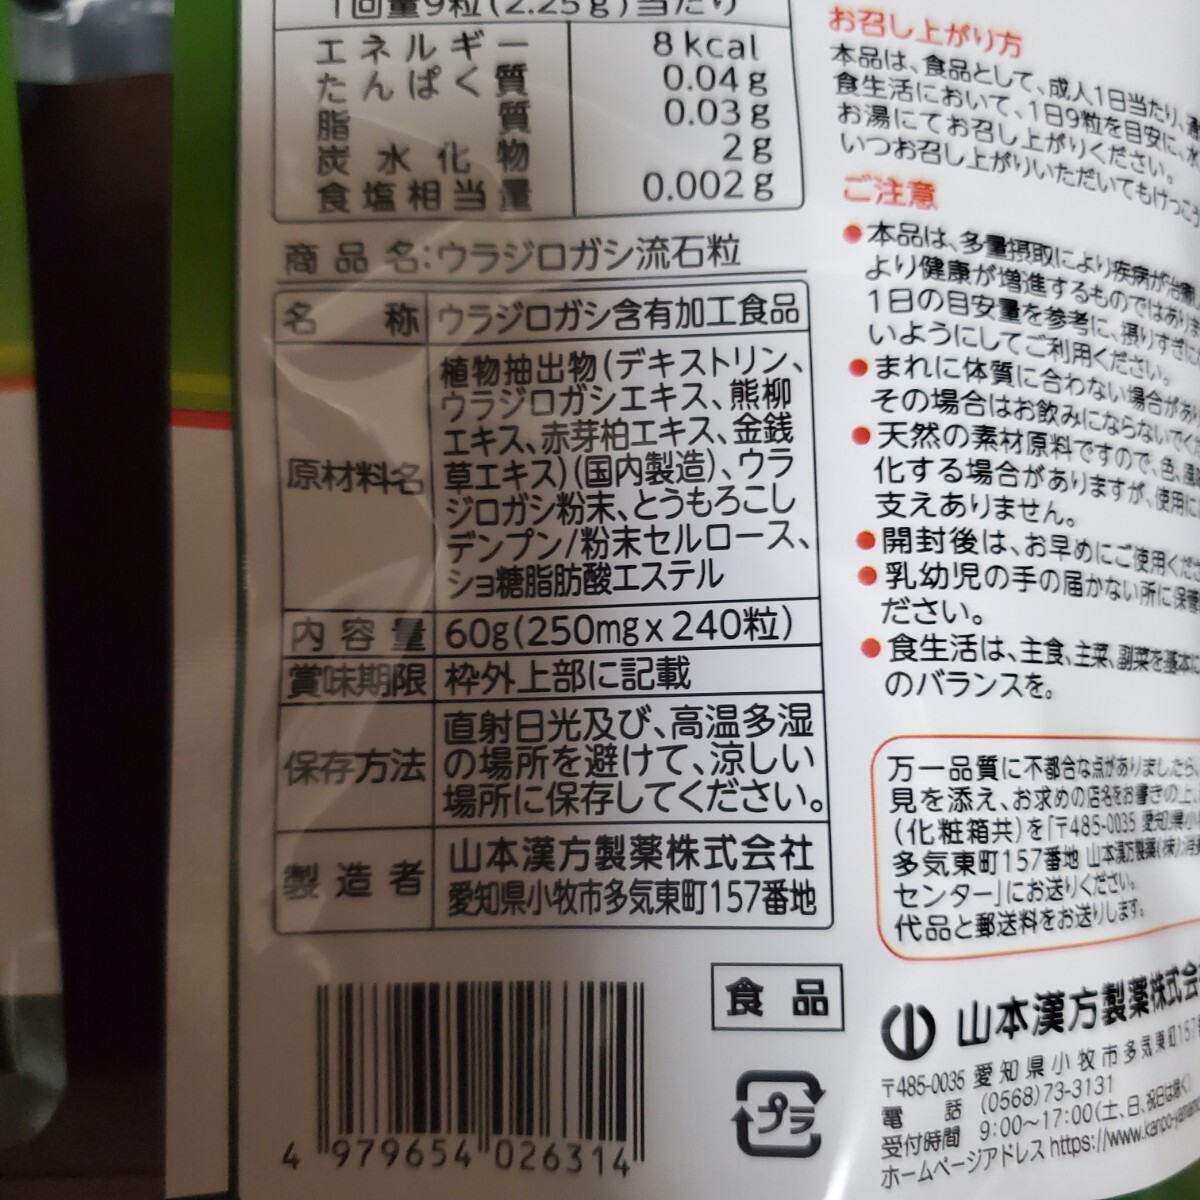 1回量9粒(2.25g)当たり
エネルギー 8kcal
たんぱく質 0.04g
脂質 0.03g
炭水化物 2g
食塩相当量 0.002g
商品名:ウラジロガシ流石粒
名称 ウラジロガシ含有加工食品
原材料名
植物抽出物(デキストリン、
ウラジロガシエキス、熊柳
エキス、赤芽柏エキス、金銭
草エキス)(国内製造)、ウラ
ジロガシ粉末、とうもろこし
デンプン/粉末セルロース、
ショ糖脂肪酸エステル
内容量 60g(250mgx240粒)
賞味期限 枠外上部に記載
保存方法
直射日光及び、高温多湿
の場所を避けて、涼しい
場所に保存してください。
製造者
山本漢方製薬株式会社
愛知県小牧市多気東町157番地
4 979654 026314
食品
プラ
お召し上がり方
本品は、食品として、成人1日当たり、
食生活において、1日9粒を目安に、水
お湯にてお召し上がりください。
いつお召し上がりいただいてもけっこう
ご注意
●本品は、多量摂取により疾病が治癒
より健康が増進するものではありま
1日の目安量を参考に、摂りすぎに
いようにしてご利用ください。
●まれに体質に合わない場合があ
その場合はお飲みにならないでく
●天然の素材原料ですので、色、風
化する場合がありますが、使用に
支えありません。
●開封後は、お早めにご使用くださ
●乳幼児の手の届かない所に保管
ださい。
●食生活は、主食、主菜、副菜を基本に
のバランスを。
万一品質に不都合な点がありましたら、
見を添え、お求めの店名をお書きの上、
(化粧箱共)を「〒485-0035 愛知県小
多気東町157番地 山本漢方製薬(株)
センター」にお送りください。
代品と郵送料をお送りします。
山本漢方製薬株式会
〒485-0035 愛知県小牧市多気東町157
電話 (0568)73-3131
受付時間 9:00〜17:00(土、日、祝日は除く)
ホームページアドレス https://www.kanpo-yama